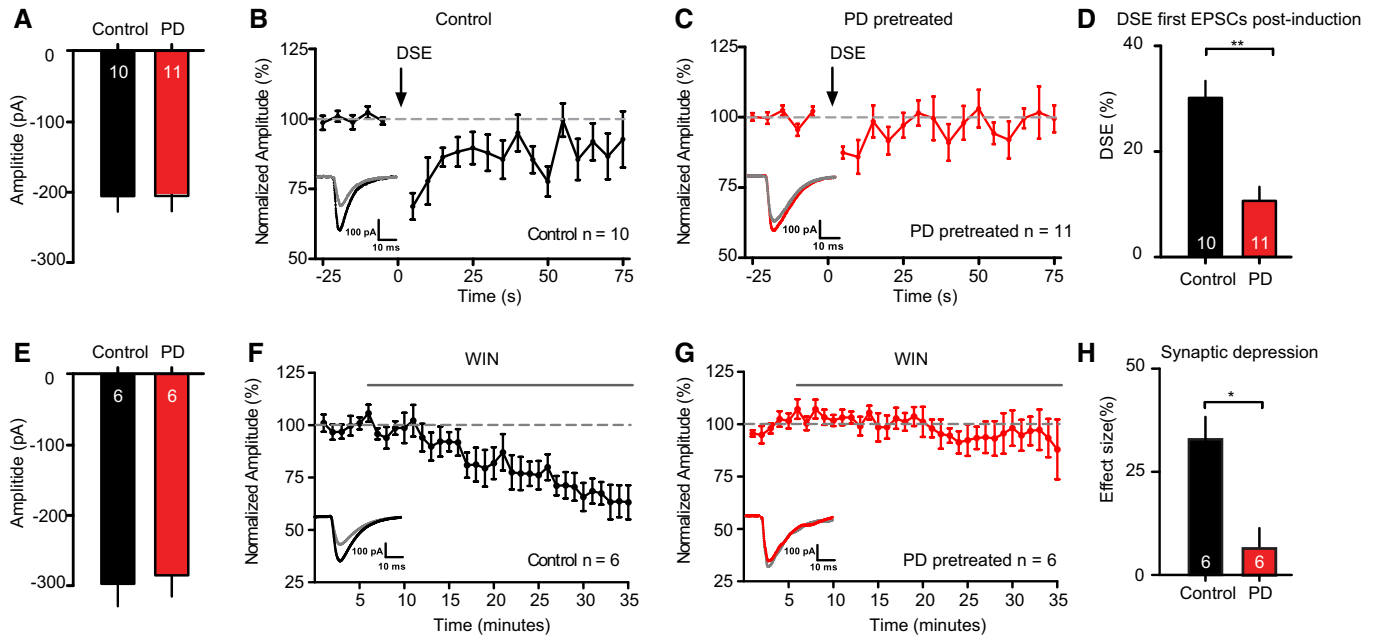 A
Control PD
0
-100
-200
-300
Amplitide (pA)
10 11
B
Control
DSE
125
100
75
50
Normalized Amplitude (%)
100 pA
10 ms
Control n = 10
-25 0 25 50 75
Time (s)
C
PD pretreated
DSE
125
100
75
50
Normalized Amplitude (%)
100 pA
10 ms
PD pretreated n = 11
-25 0 25 50 75
Time (s)
D
DSE first EPSCs post-induction
**
40
20
0
DSE (%)
10 11
Control PD
E
Control PD
0
-100
-200
-300
Amplitide (pA)
6 6
F
WIN
125
100
75
50
25
Normalized Amplitude (%)
100 pA
10 ms
Control n = 6
5 10 15 20 25 30 35
Time (minutes)
G
WIN
125
100
75
50
25
Normalized Amplitude (%)
100 pA
10 ms
PD pretreated n = 6
5 10 15 20 25 30 35
Time (minutes)
H
Synaptic depression
*
50
25
0
Effect size(%)
6 6
Control PD